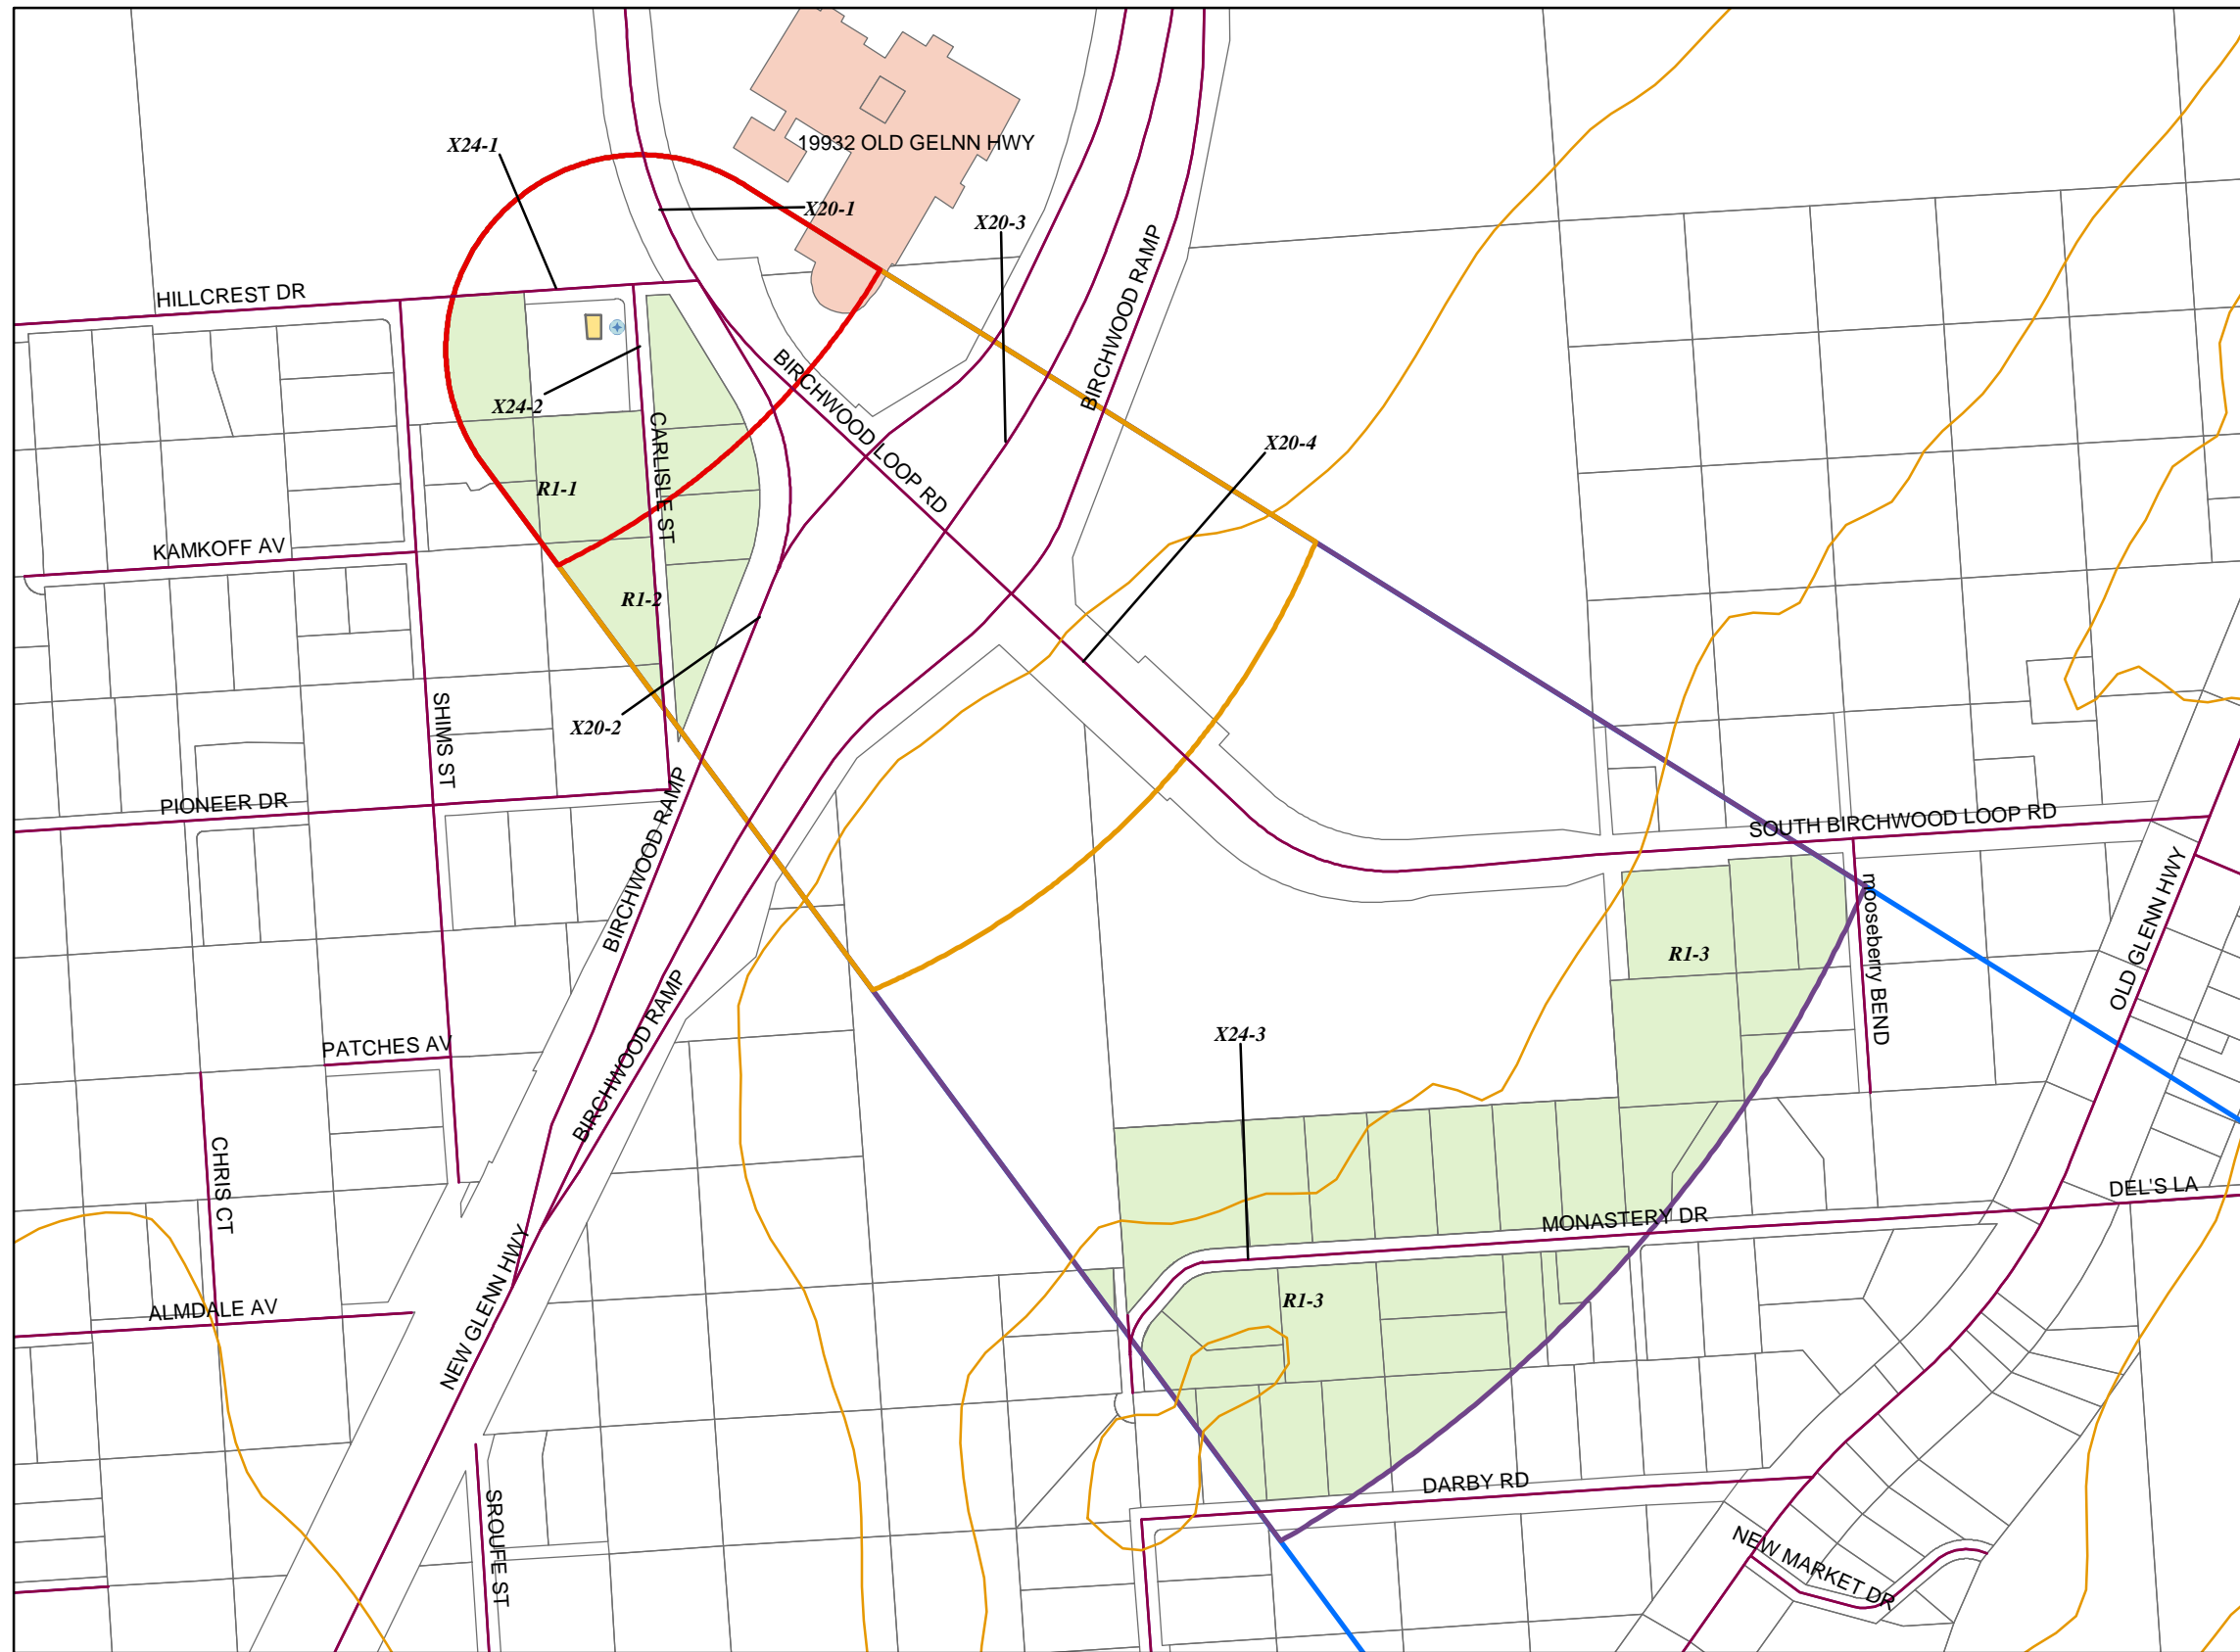 X24-1
19932 OLD GELNN HWY
X20-1
X20-3
BIRCHWOOD RAMP
HILLCREST DR
BIRCHWOOD LOOP RD
X24-2
CARLISLE ST
X20-4
R1-1
KAMKOFF AV
R1-2
X20-2
SHIMS ST
PIONEER DR
BIRCHWOOD RAMP
SOUTH BIRCHWOOD LOOP RD
mooseberry BEND
OLD GLENN HWY
R1-3
BIRCHWOOD RAMP
X24-3
PATCHES AV
CHRIS CT
DEL'S LA
MONASTERY DR
NEW GLENN HWY
R1-3
ALMDALE AV
DARBY RD
SROUFE ST
NEW MARKET DR